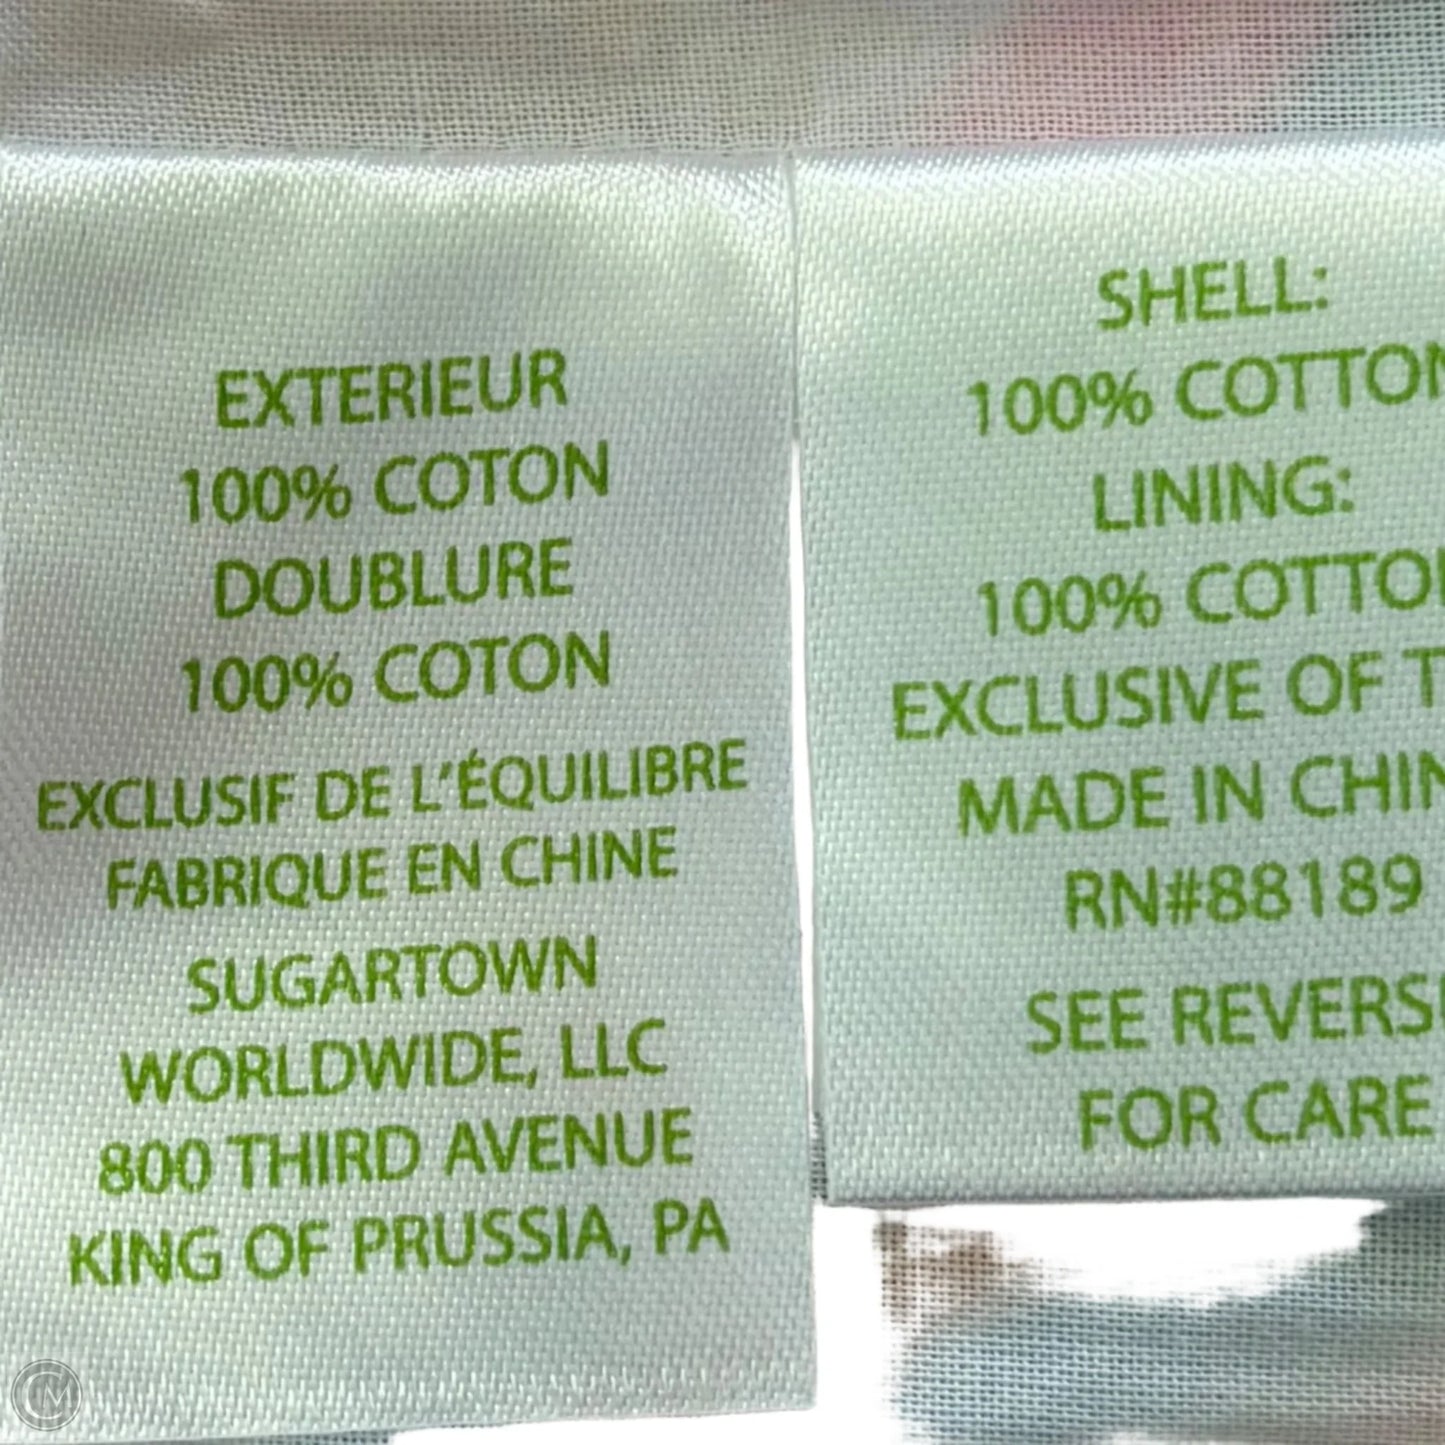 EXTERIEUR
100% COTON
DOUBLURE
100% COTON
EXCLUSIF DE L'ÉQUILIBRE
FABRIQUE EN CHINE
SUGARTOWN
WORLDWIDE, LLC
800 THIRD AVENUE
KING OF PRUSSIA, PA
SHELL:
100% COTTON
LINING:
100% COTTO
EXCLUSIVE OF T
MADE IN CHIN
RN#88189
SEE REVERS
FOR CARE
CM